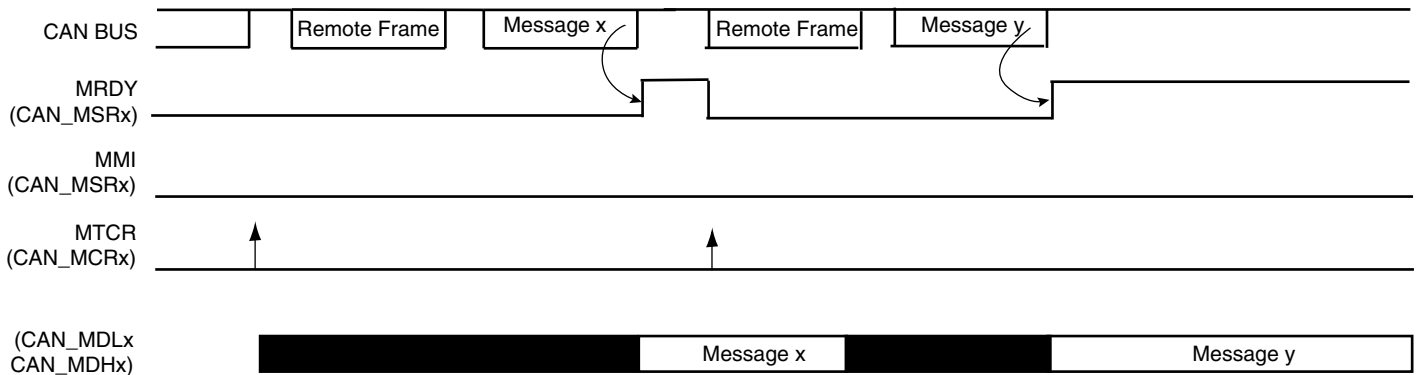 CAN BUS
Remote Frame
Message x
Remote Frame
Message y
MRDY
(CAN_MSRx)
MMI
(CAN_MSRx)
MTCR
(CAN_MCRx)
(CAN_MDLx
CAN_MDHx)
Message x
Message y